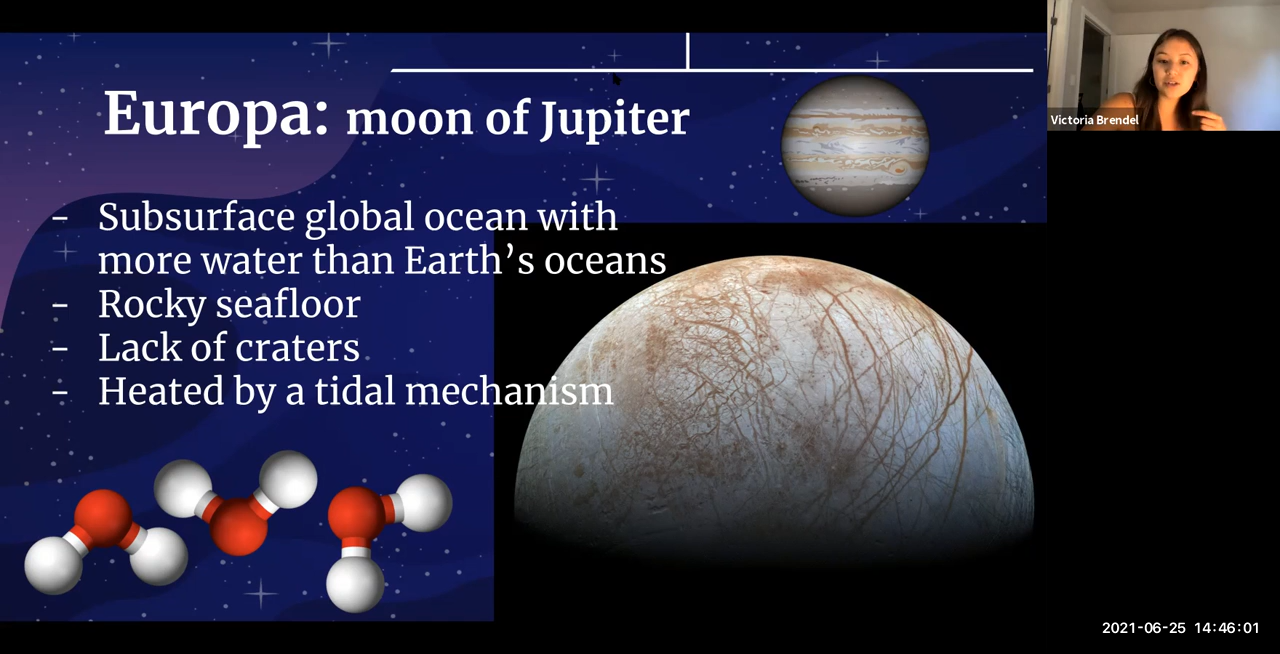 Europa: moon of Jupiter
- Subsurface global ocean with
more water than Earth’s oceans
- Rocky seafloor
- Lack of craters
- Heated by a tidal mechanism
Victoria Brendel
2021-06-25 14:46:01